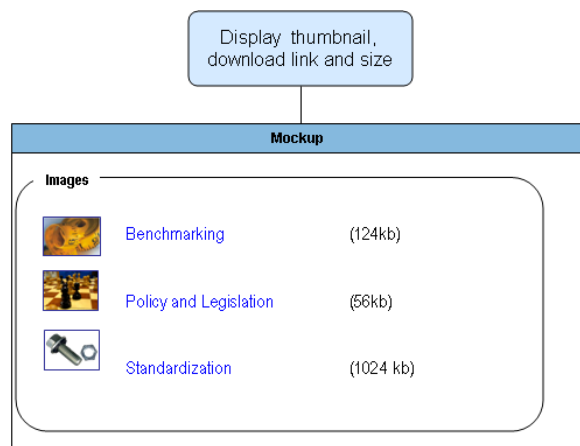 Display thumbnail,
download link and size
Mockup
Images
Benchmarking (124kb)
Policy and Legislation (56kb)
Standardization (1024 kb)